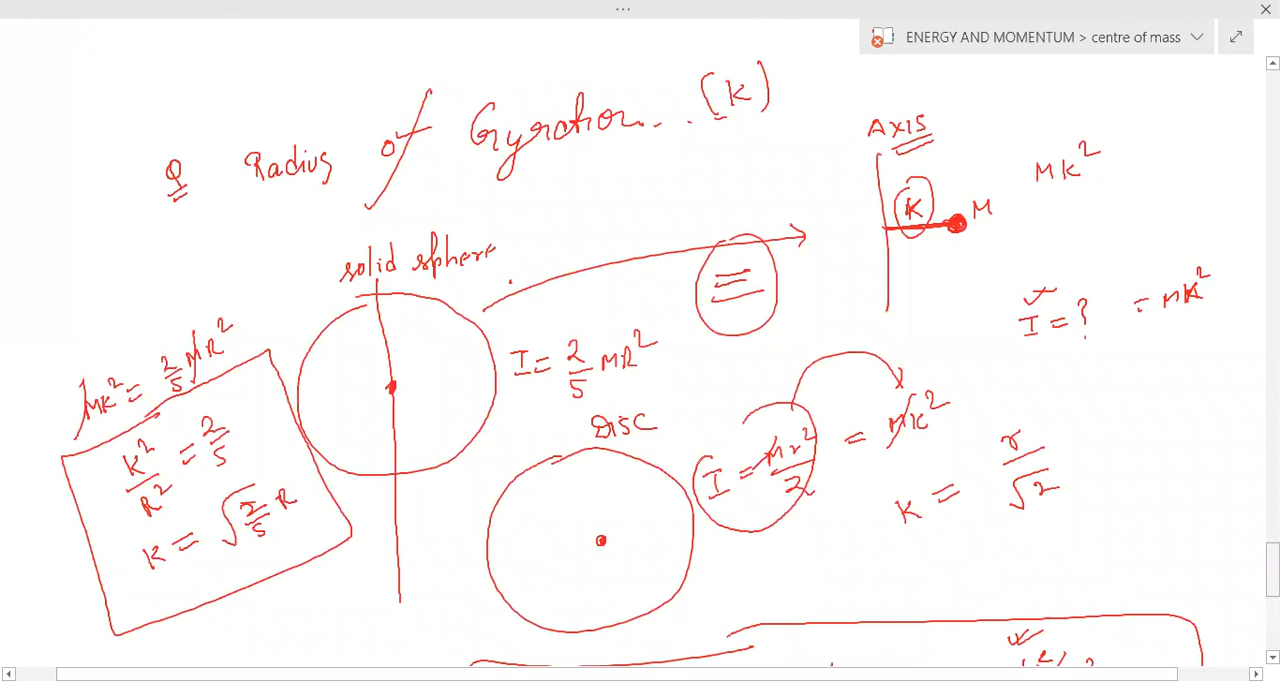 ENERGY AND MOMENTUM > centre of mass
Q Radius of Gyration... (K)
AXIS
K M
MK²
solid sphere
I = ? = MK²
MK² = 2/5 MR²
K²/R² = 2/5
K = √2/5 R
I = 2/5 MR²
DISC
I = Mr²/2 = MK²
K = r/√2